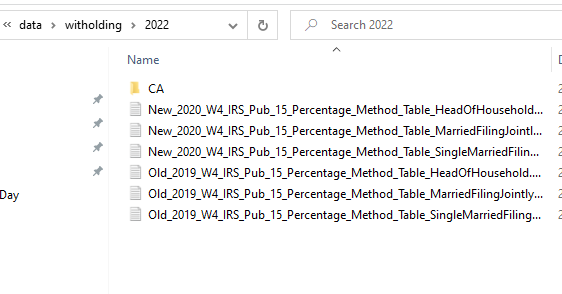 « data › witholding › 2022
Search 2022
Name
CA
New_2020_W4_IRS_Pub_15_Percentage_Method_Table_HeadOfHousehold...
New_2020_W4_IRS_Pub_15_Percentage_Method_Table_MarriedFilingJointl...
New_2020_W4_IRS_Pub_15_Percentage_Method_Table_SingleMarriedFilin...
Old_2019_W4_IRS_Pub_15_Percentage_Method_Table_HeadOfHousehold....
Old_2019_W4_IRS_Pub_15_Percentage_Method_Table_MarriedFilingJointly...
Day
Old_2019_W4_IRS_Pub_15_Percentage_Method_Table_SingleMarriedFiling...